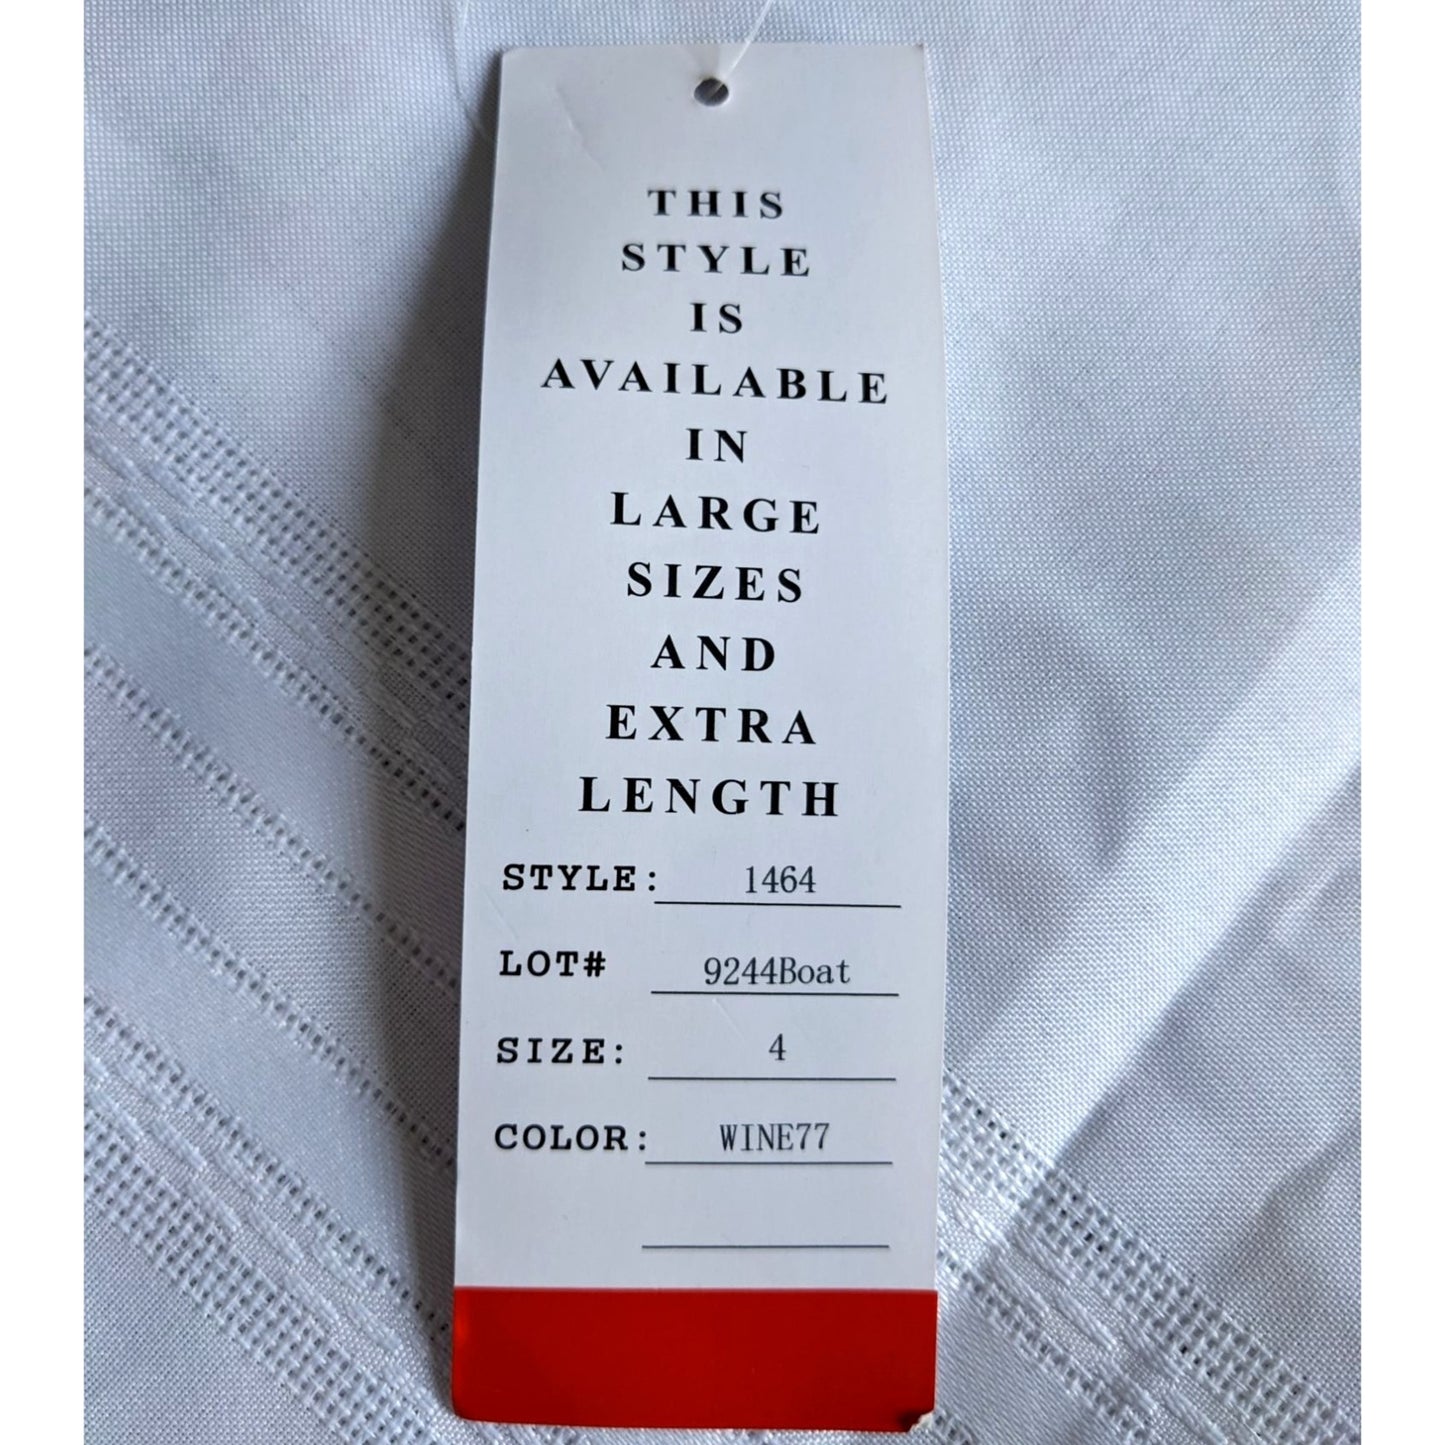 THIS
STYLE
IS
AVAILABLE
IN
LARGE
SIZES
AND
EXTRA
LENGTH
STYLE: 1464
LOT# 9244Boat
SIZE: 4
COLOR: WINE77